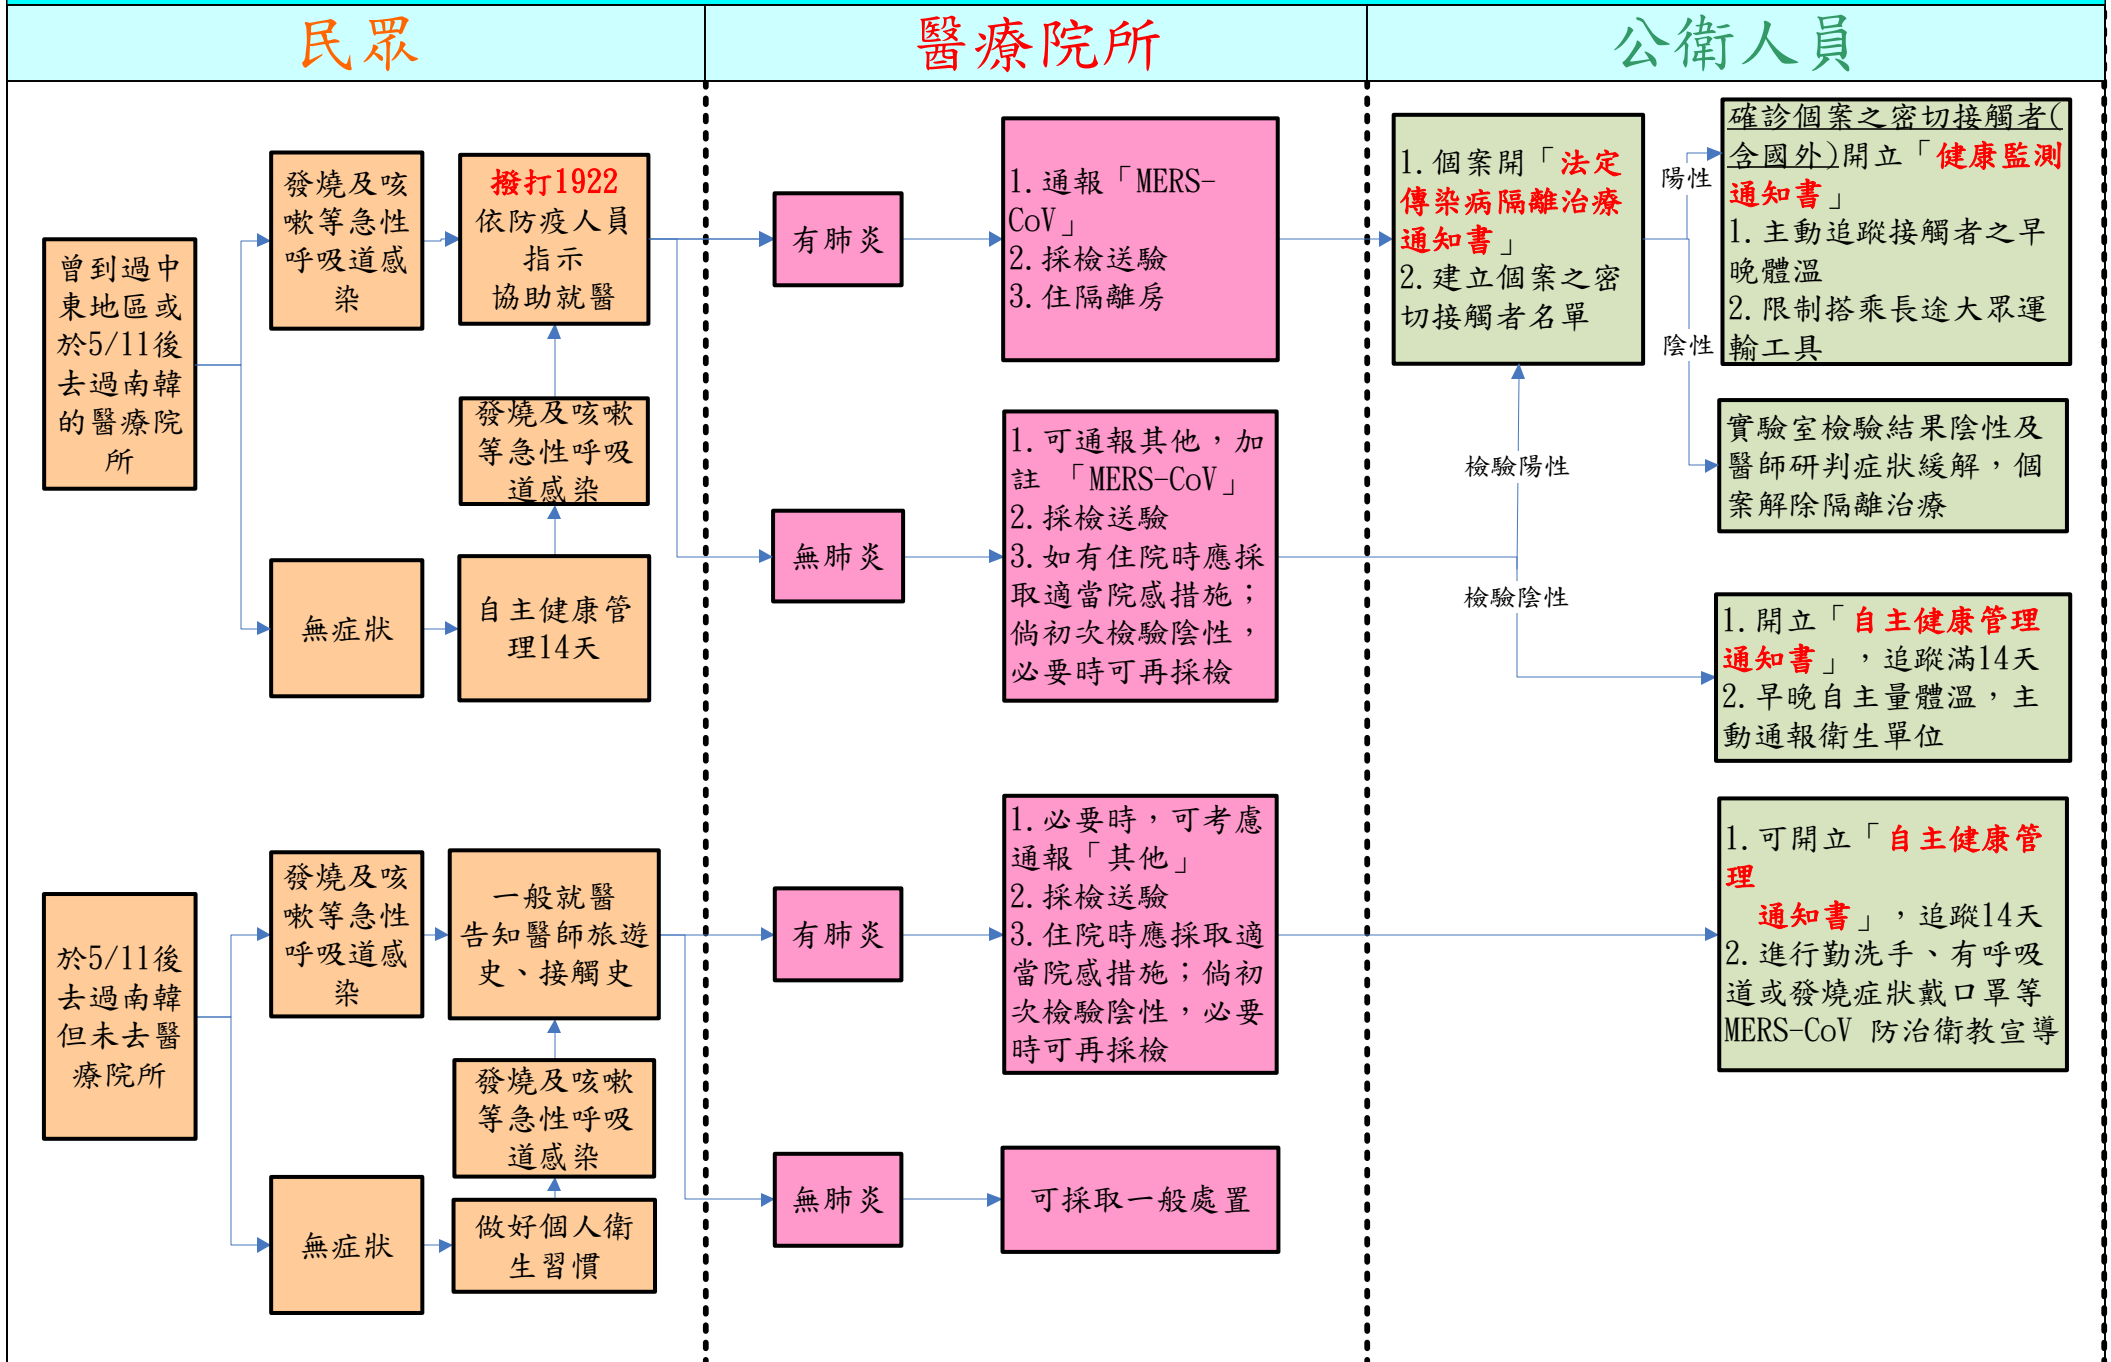 民眾
醫療院所
公衛人員
曾到過中
東地區或
於5/11後
去過南韓
的醫療院
所
發燒及咳
嗽等急性
呼吸道感
染
撥打1922
依防疫人員
指示
協助就醫
發燒及咳嗽
等急性呼吸
道感染
無症狀
自主健康管
理14天
有肺炎
1.通報「MERS-
CoV」
2.採檢送驗
3.住隔離房
無肺炎
1.可通報其他，加
註 「MERS-CoV」
2.採檢送驗
3.如有住院時應採
取適當院感措施；
倘初次檢驗陰性，
必要時可再採檢
1.個案開「法定
傳染病隔離治療
通知書」
2.建立個案之密
切接觸者名單
陽性
陰性
確診個案之密切接觸者(
含國外)開立「健康監測
通知書」
1.主動追蹤接觸者之早
晚體溫
2.限制搭乘長途大眾運
輸工具
實驗室檢驗結果陰性及
醫師研判症狀緩解，個
案解除隔離治療
檢驗陽性
檢驗陰性
1.開立「自主健康管理
通知書」，追蹤滿14天
2.早晚自主量體溫，主
動通報衛生單位
於5/11後
去過南韓
但未去醫
療院所
發燒及咳
嗽等急性
呼吸道感
染
一般就醫
告知醫師旅遊
史、接觸史
發燒及咳嗽
等急性呼吸
道感染
無症狀
做好個人衛
生習慣
有肺炎
1.必要時，可考慮
通報「其他」
2.採檢送驗
3.住院時應採取適
當院感措施；倘初
次檢驗陰性，必要
時可再採檢
無肺炎
可採取一般處置
1.可開立「自主健康管
理
通知書」，追蹤14天
2.進行勤洗手、有呼吸
道或發燒症狀戴口罩等
MERS-CoV 防治衛教宣導